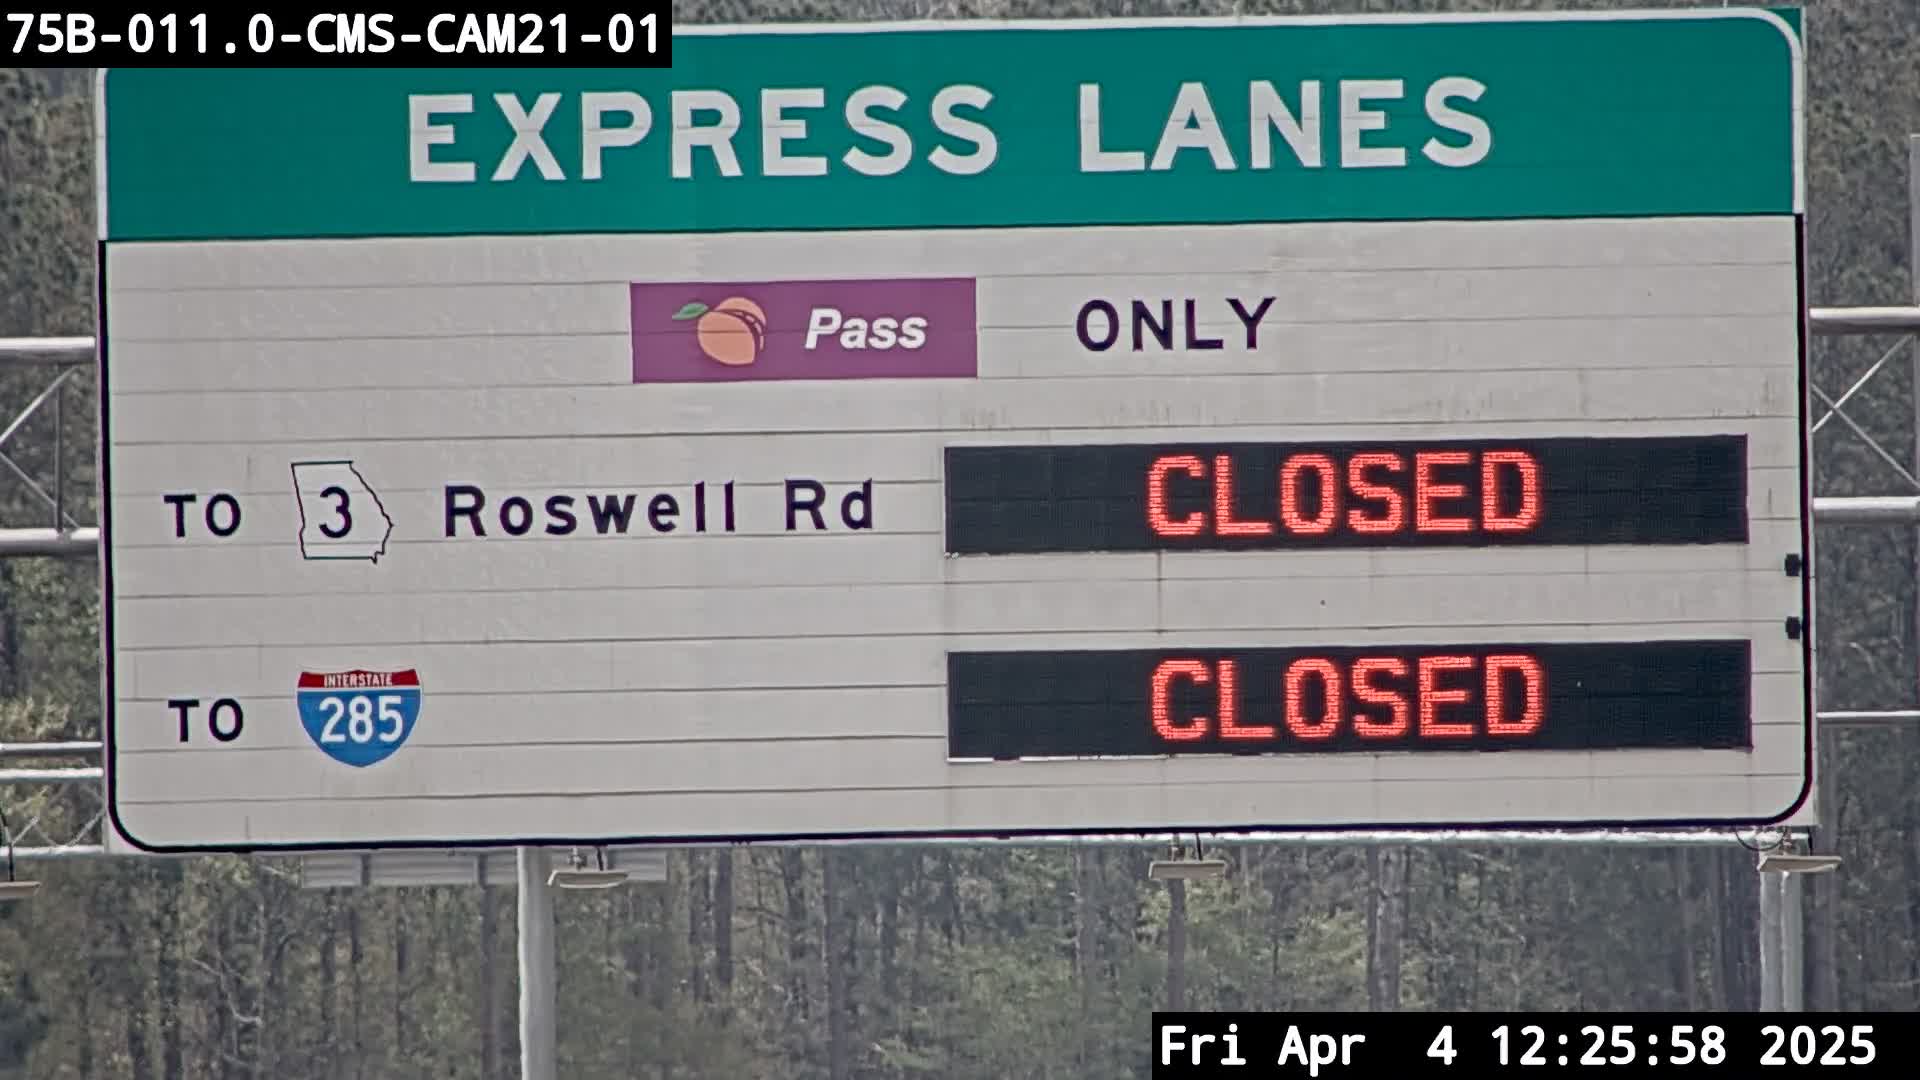 75B-011.0-CMS-CAM21-01
EXPRESS LANES
Pass ONLY
TO 3 Roswell Rd CLOSED
INTERSTATE
TO 285 CLOSED
Fri Apr 4 12:25:58 2025